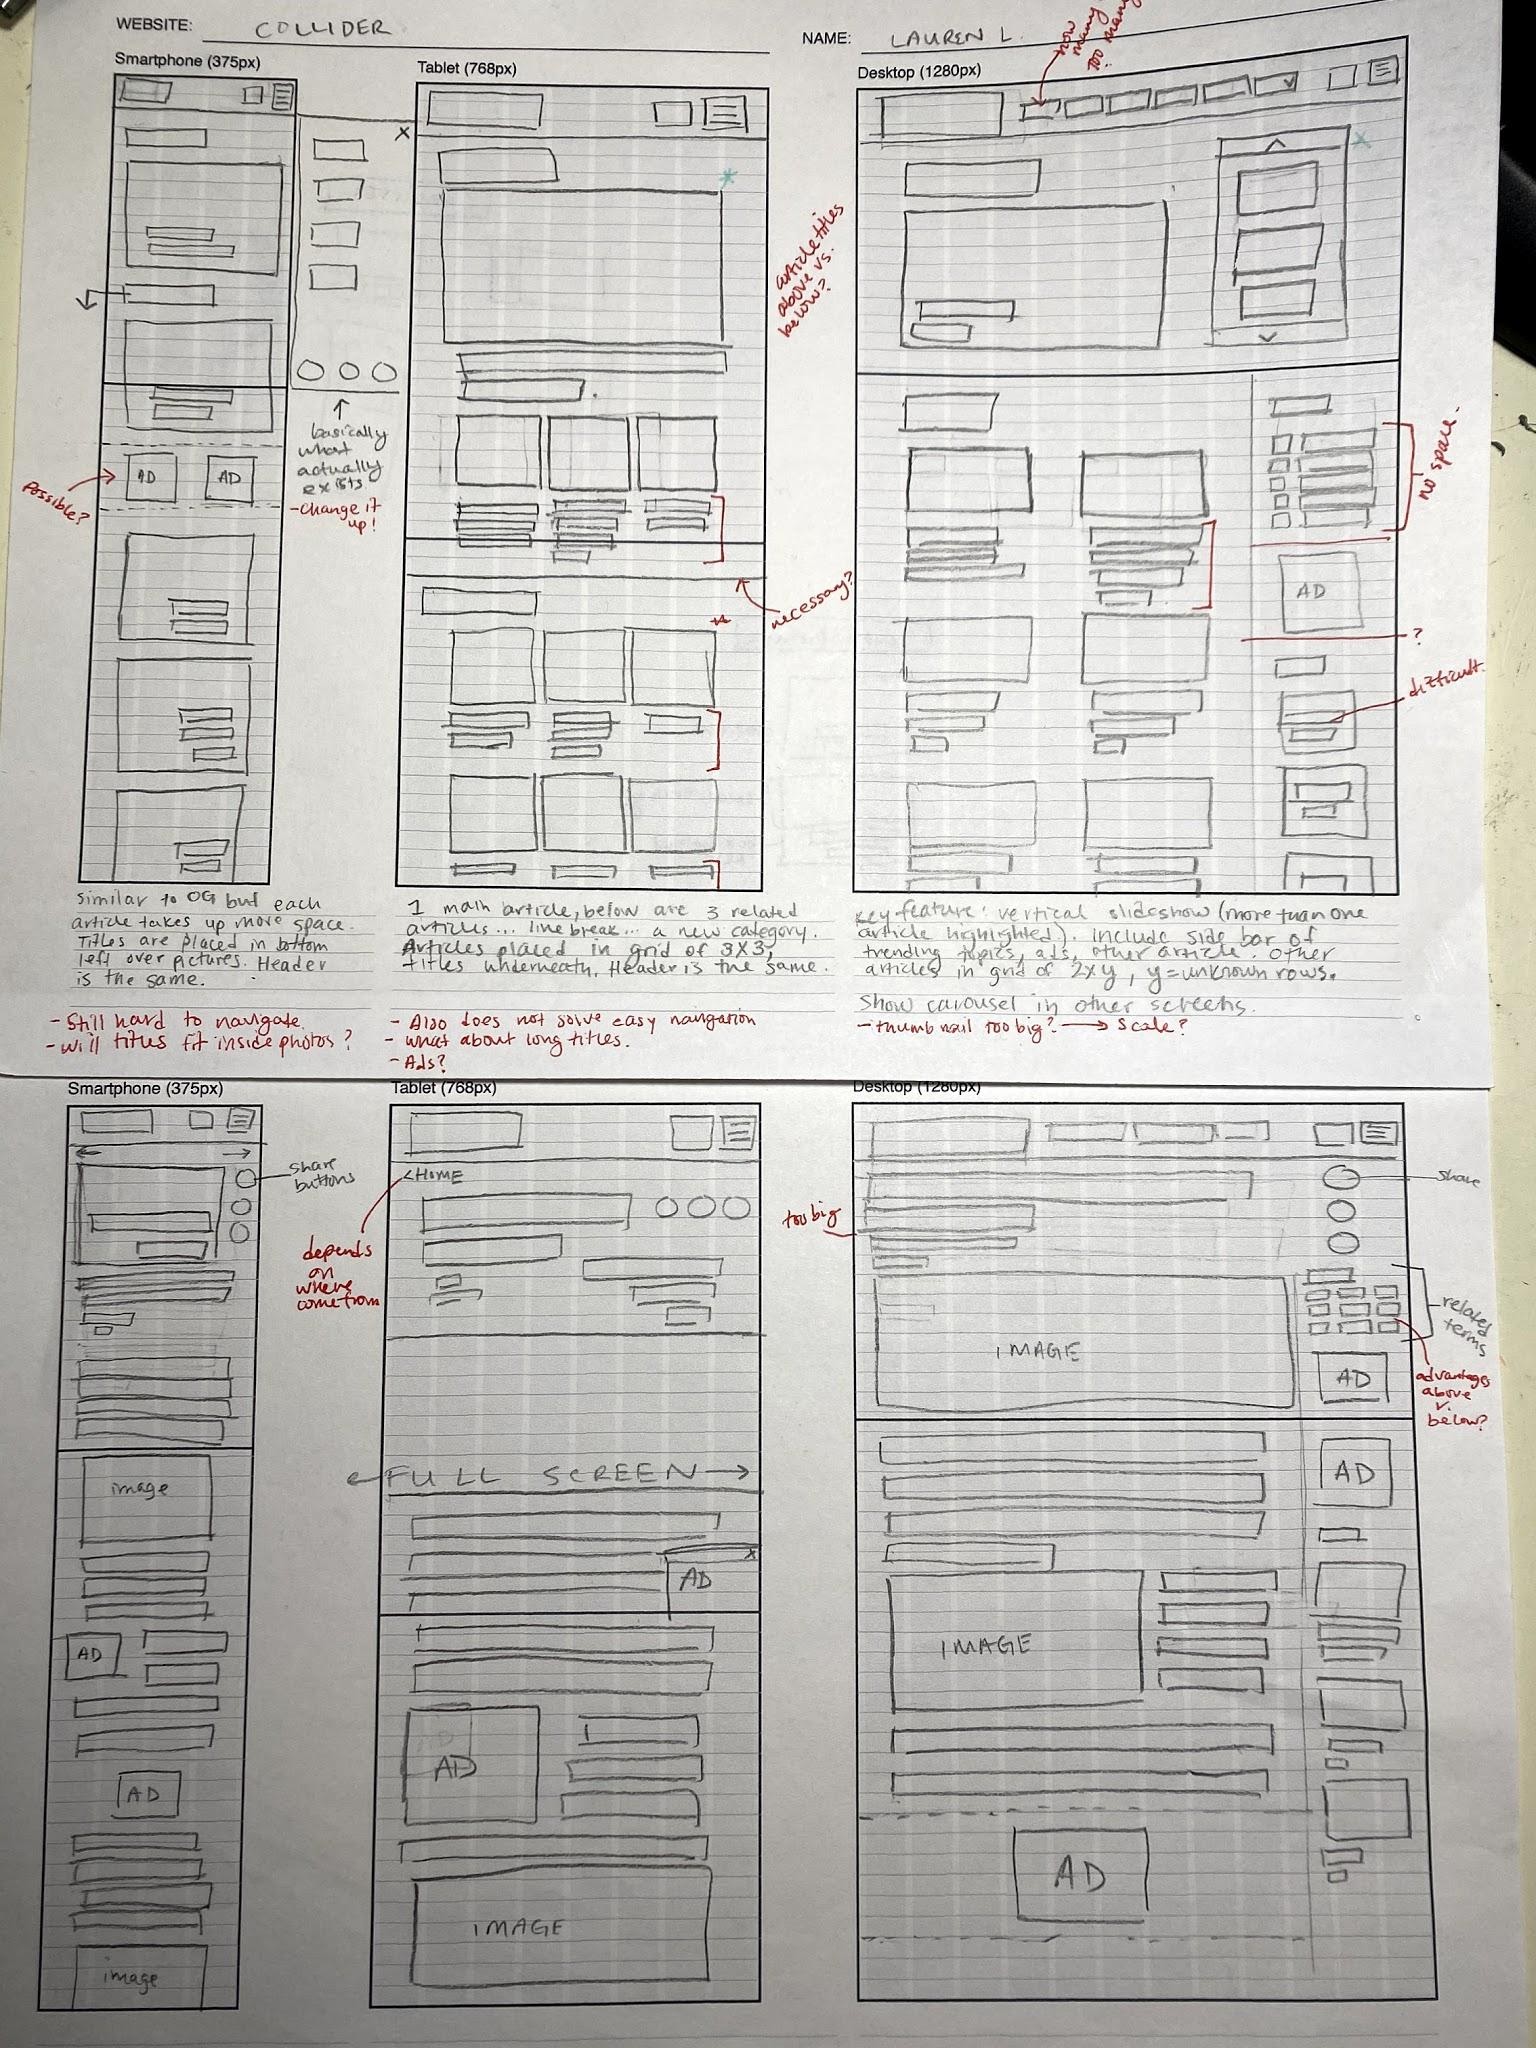 WEBSITE: COLLIDER
NAME: LAUREN L.
how
many
too many?
Smartphone (375px)
Tablet (768px)
Desktop (1280px)
x
article titles
above vs.
below?
basically
what
actually
exists
- change it
up!
AD
AD
possible?
necessary?
no space.
AD
?
difficult.
similar to OG but each
article takes up more space.
Titles are placed in bottom
left over pictures. Header
is the same.
- Still hard to navigate.
- will titles fit inside photos?
1 main article, below are 3 related
articles... line break... a new category.
Articles placed in grid of 3x3,
titles underneath. Header is the same.
- Also does not solve easy navigation
- what about long titles.
- Ads?
key feature: vertical slideshow (more than one
article highlighted). include side bar of
trending topics, ads, other article. other
articles in grid of 2xy, y=unknown rows.
Show carousel in other screens.
- thumbnail too big? → scale?
Smartphone (375px)
Tablet (768px)
Desktop (1280px)
share
buttons
<HOME
depends
on
where
come from
too big
share
related
terms
IMAGE
AD
advantages
above
v.
below?
FULL SCREEN
image
AD
x
AD
AD
IMAGE
AD
AD
IMAGE
AD
image